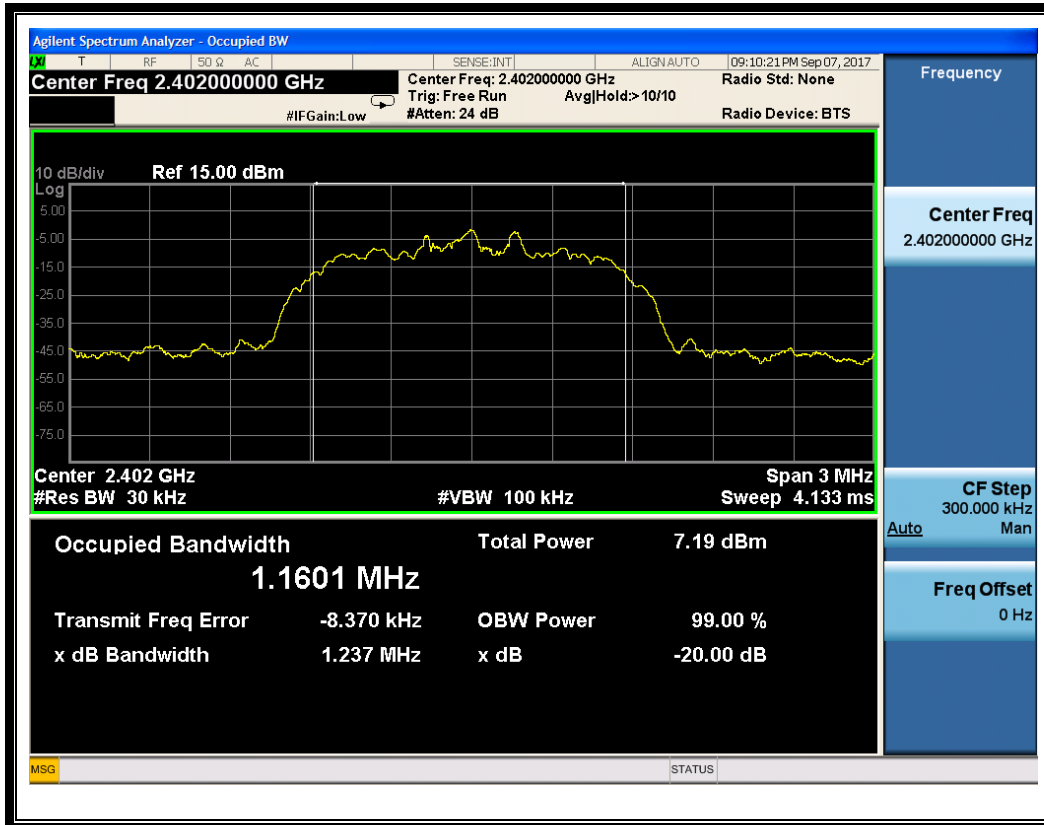 Agilent Spectrum Analyzer - Occupied BW
LXI T RF 50 Ω AC SENSE:INT ALIGN AUTO 09:10:21 PM Sep 07, 2017
Center Freq 2.402000000 GHz
Center Freq: 2.402000000 GHz Radio Std: None
Trig: Free Run Avg|Hold:> 10/10
#IFGain:Low #Atten: 24 dB Radio Device: BTS
10 dB/div Ref 15.00 dBm
Log
5.00
-5.00
-15.0
-25.0
-35.0
-45.0
-55.0
-65.0
-75.0
Center 2.402 GHz Span 3 MHz
#Res BW 30 kHz #VBW 100 kHz Sweep 4.133 ms
Occupied Bandwidth Total Power 7.19 dBm
1.1601 MHz
Transmit Freq Error -8.370 kHz OBW Power 99.00 %
x dB Bandwidth 1.237 MHz x dB -20.00 dB
MSG STATUS
Frequency
Center Freq
2.402000000 GHz
CF Step
300.000 kHz
Auto Man
Freq Offset
0 Hz